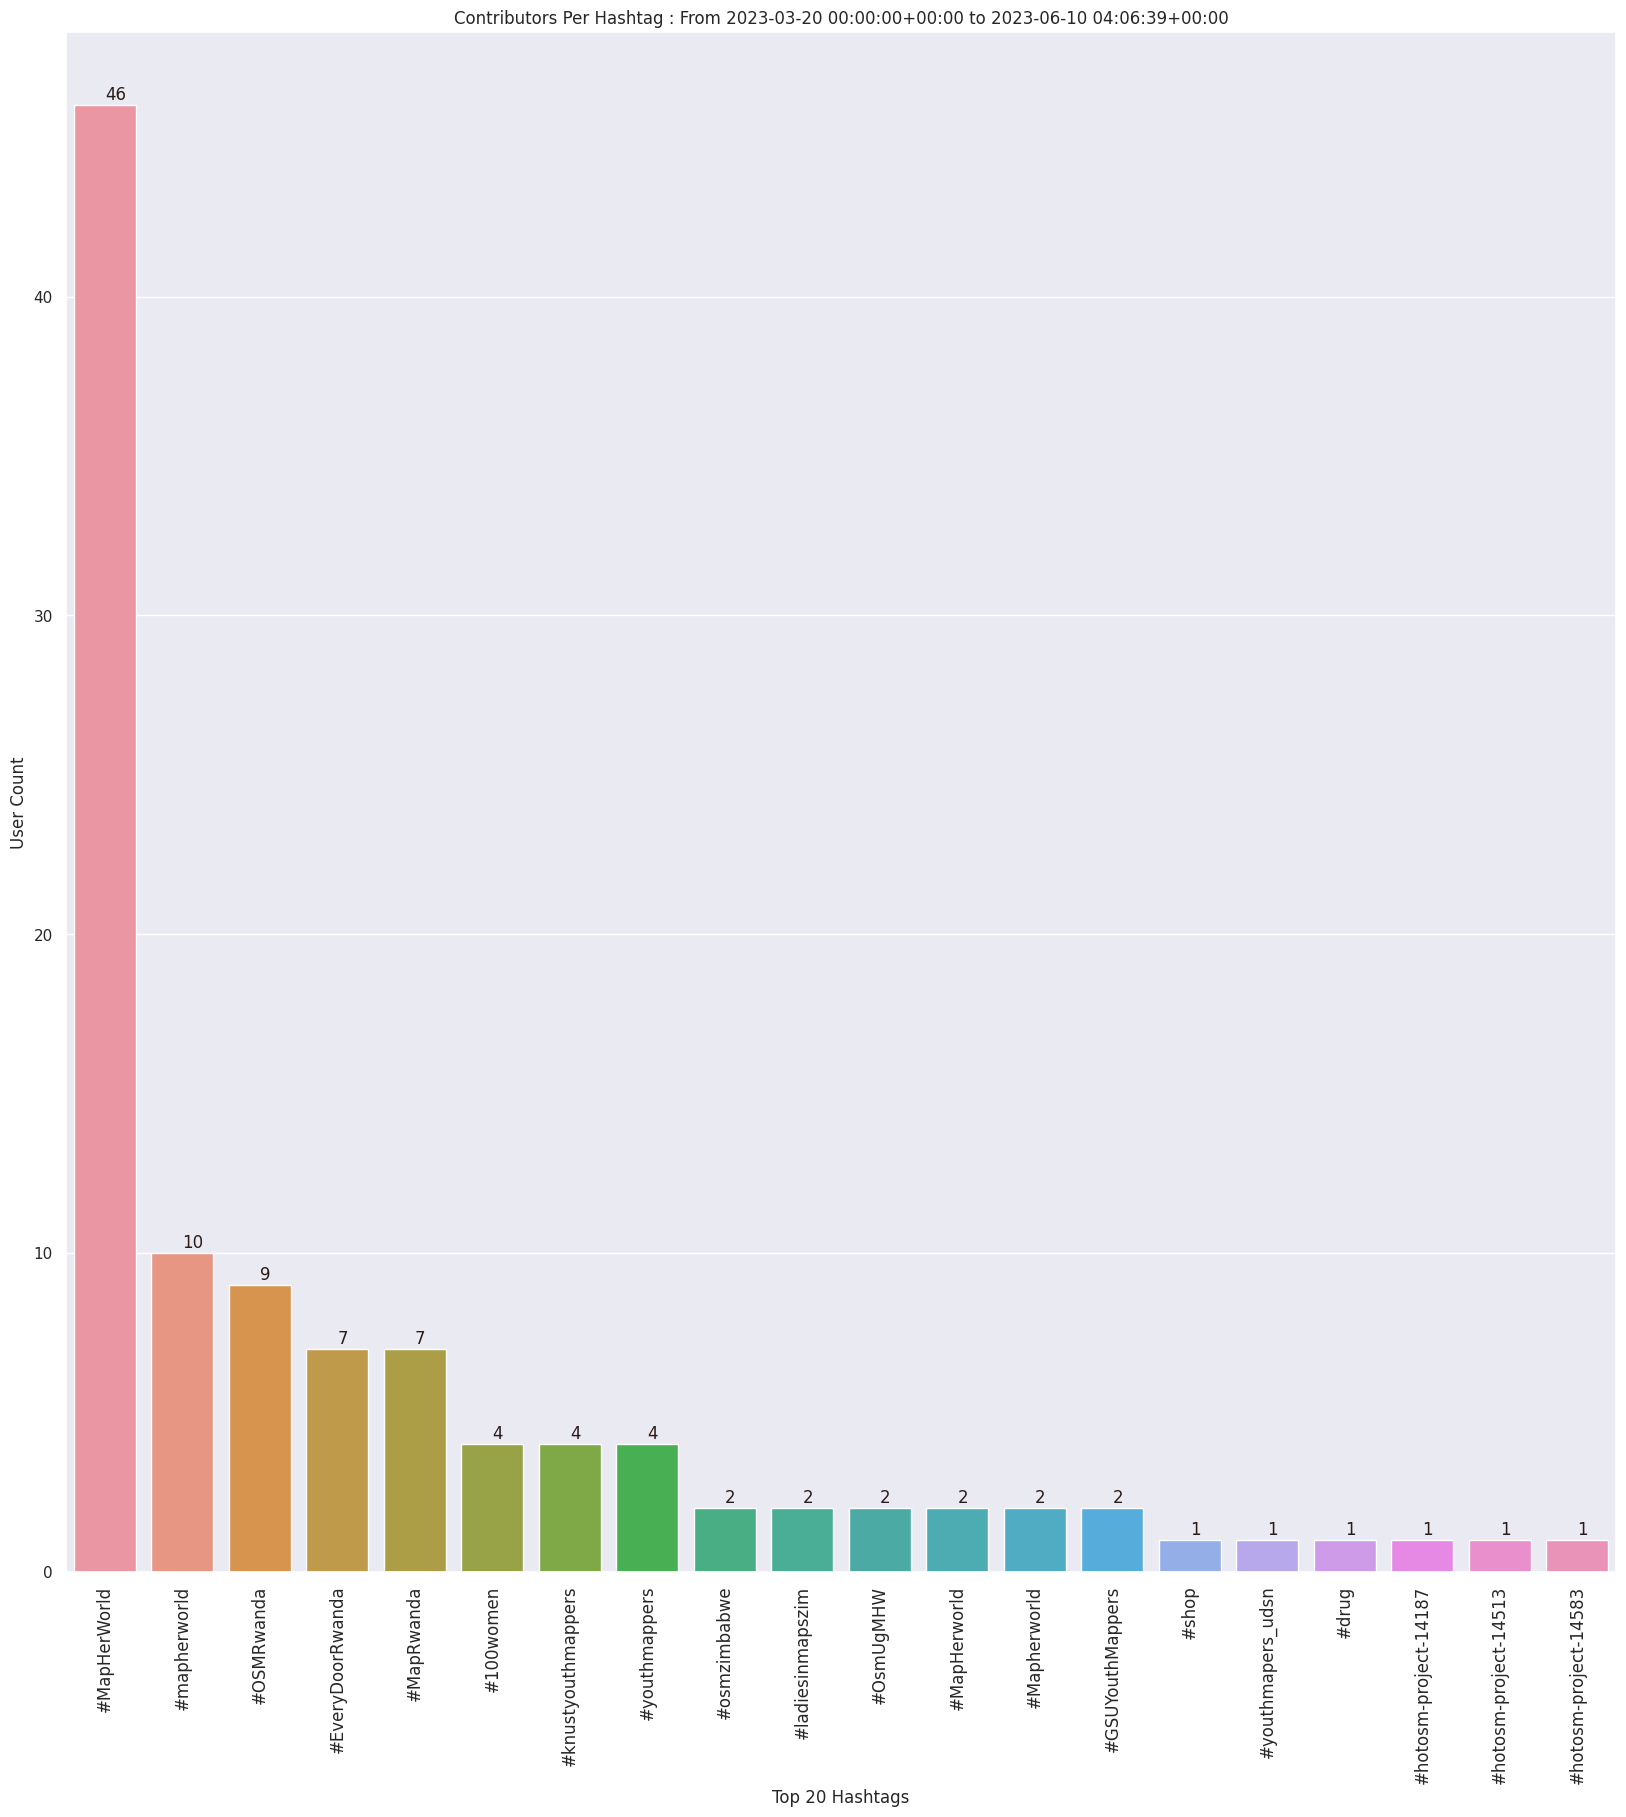 Contributors Per Hashtag : From 2023-03-20 00:00:00+00:00 to 2023-06-10 04:06:39+00:00
User Count
40
30
20
10
0
46
10
9
7
7
4
4
4
2
2
2
2
2
2
1
1
1
1
1
1
#MapHerWorld
#mapherworld
#OSMRwanda
#EveryDoorRwanda
#MapRwanda
#100women
#knustyouthmappers
#youthmappers
#osmzimbabwe
#ladiesinmapszim
#OsmUgMHW
#MapHerworld
#Mapherworld
#GSUYouthMappers
#shop
#youthmapers_udsn
#drug
#hotosm-project-14187
#hotosm-project-14513
#hotosm-project-14583
Top 20 Hashtags